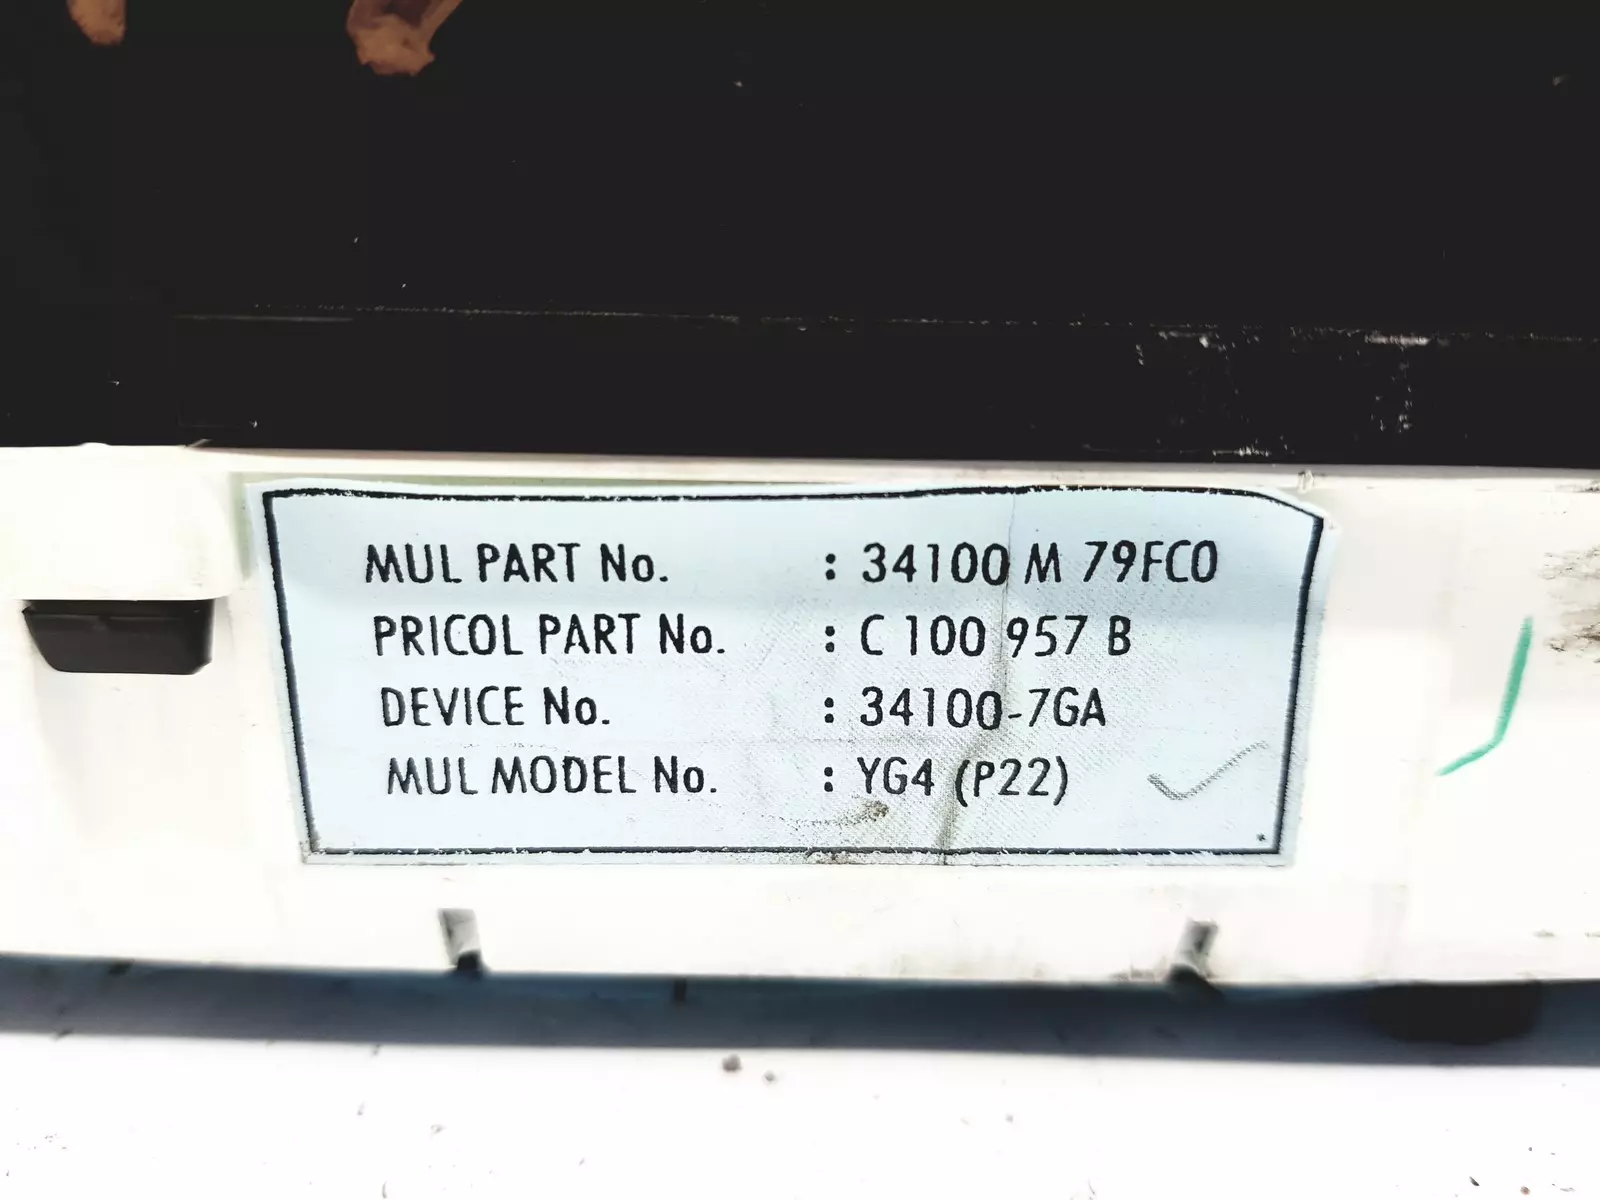 MUL PART No. : 34100 M 79FC0
PRICOL PART No. : C 100 957 B
DEVICE No. : 34100-7GA
MUL MODEL No. : YG4 (P22)